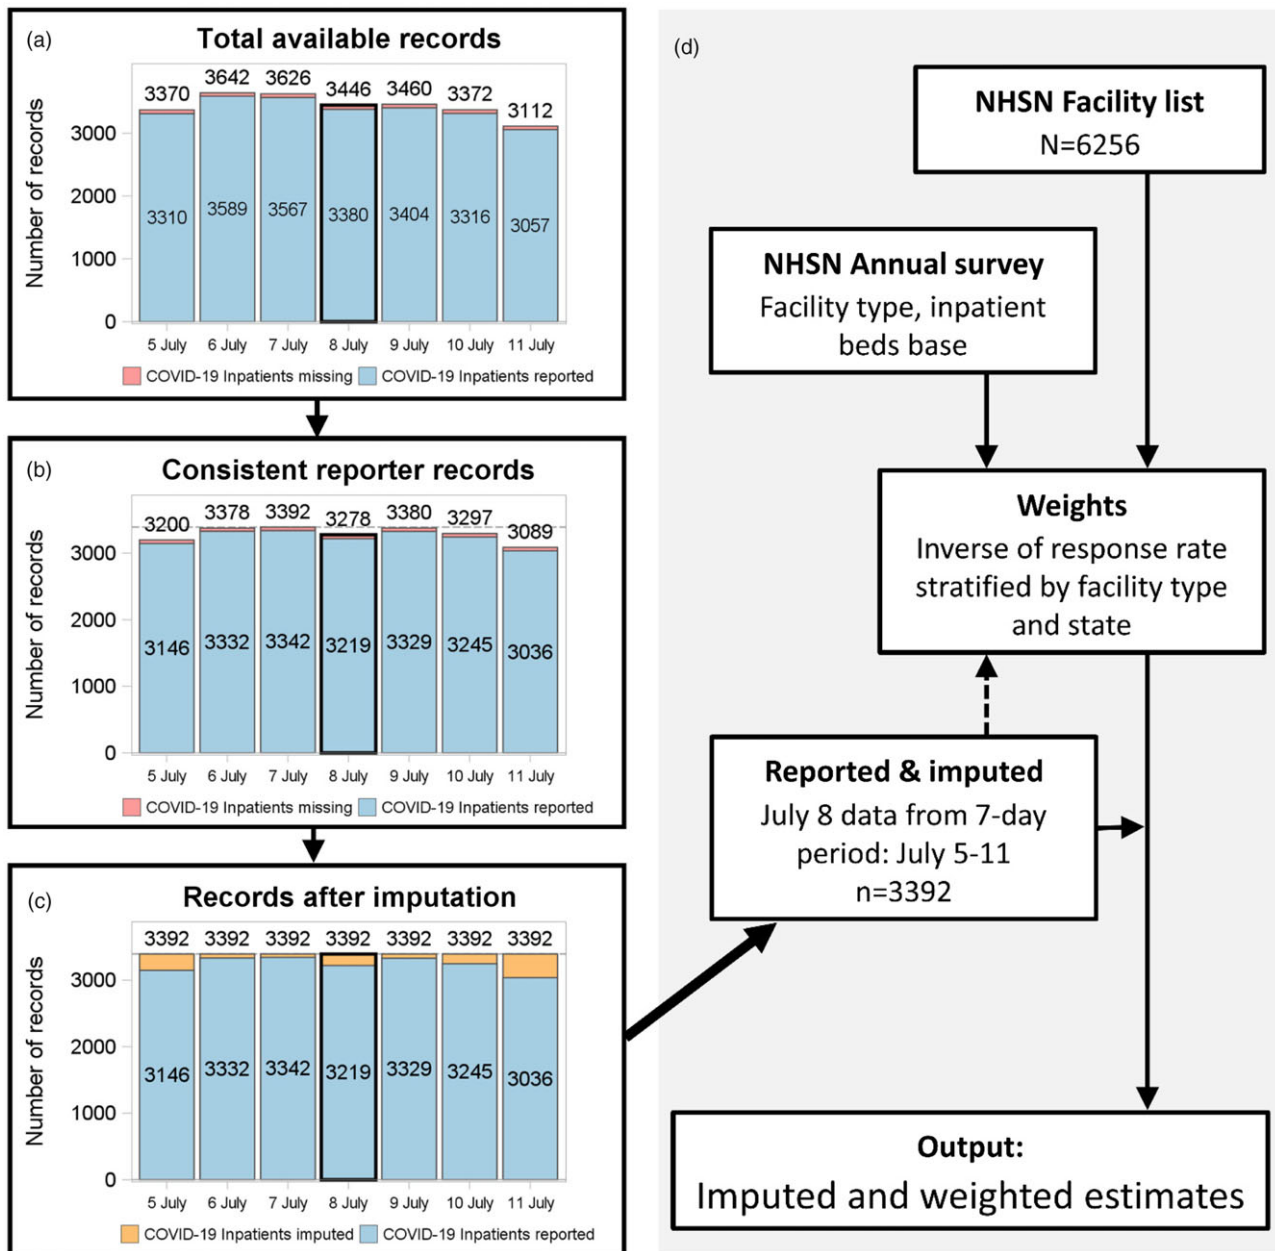 (a)
Total available records
3370
3642
3626
3446
3460
3372
3112
3000
2000
1000
0
Number of records
3310
3589
3567
3380
3404
3316
3057
5 July
6 July
7 July
8 July
9 July
10 July
11 July
COVID-19 Inpatients missing
COVID-19 Inpatients reported
(b)
Consistent reporter records
3200
3378
3392
3278
3380
3297
3089
3000
2000
1000
0
Number of records
3146
3332
3342
3219
3329
3245
3036
5 July
6 July
7 July
8 July
9 July
10 July
11 July
COVID-19 Inpatients missing
COVID-19 Inpatients reported
(c)
Records after imputation
3392
3392
3392
3392
3392
3392
3392
3000
2000
1000
0
Number of records
3146
3332
3342
3219
3329
3245
3036
5 July
6 July
7 July
8 July
9 July
10 July
11 July
COVID-19 Inpatients imputed
COVID-19 Inpatients reported
(d)
NHSN Facility list
N=6256
NHSN Annual survey
Facility type, inpatient
beds base
Weights
Inverse of response rate
stratified by facility type
and state
Reported & imputed
July 8 data from 7-day
period: July 5-11
n=3392
Output:
Imputed and weighted estimates